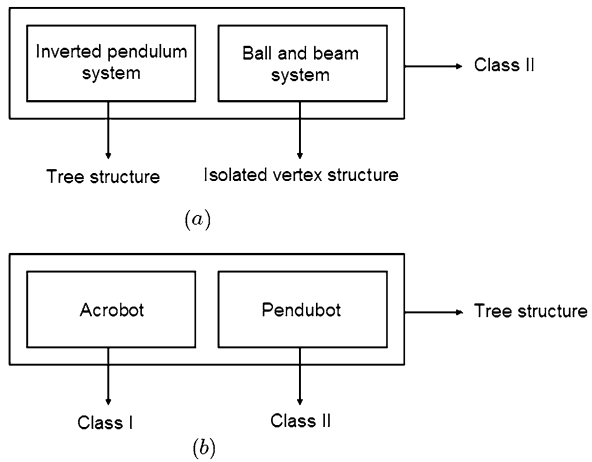 Inverted pendulum
system
Ball and beam
system
Class II
Tree structure
Isolated vertex structure
(a)
Acrobot
Pendubot
Tree structure
Class I
Class II
(b)